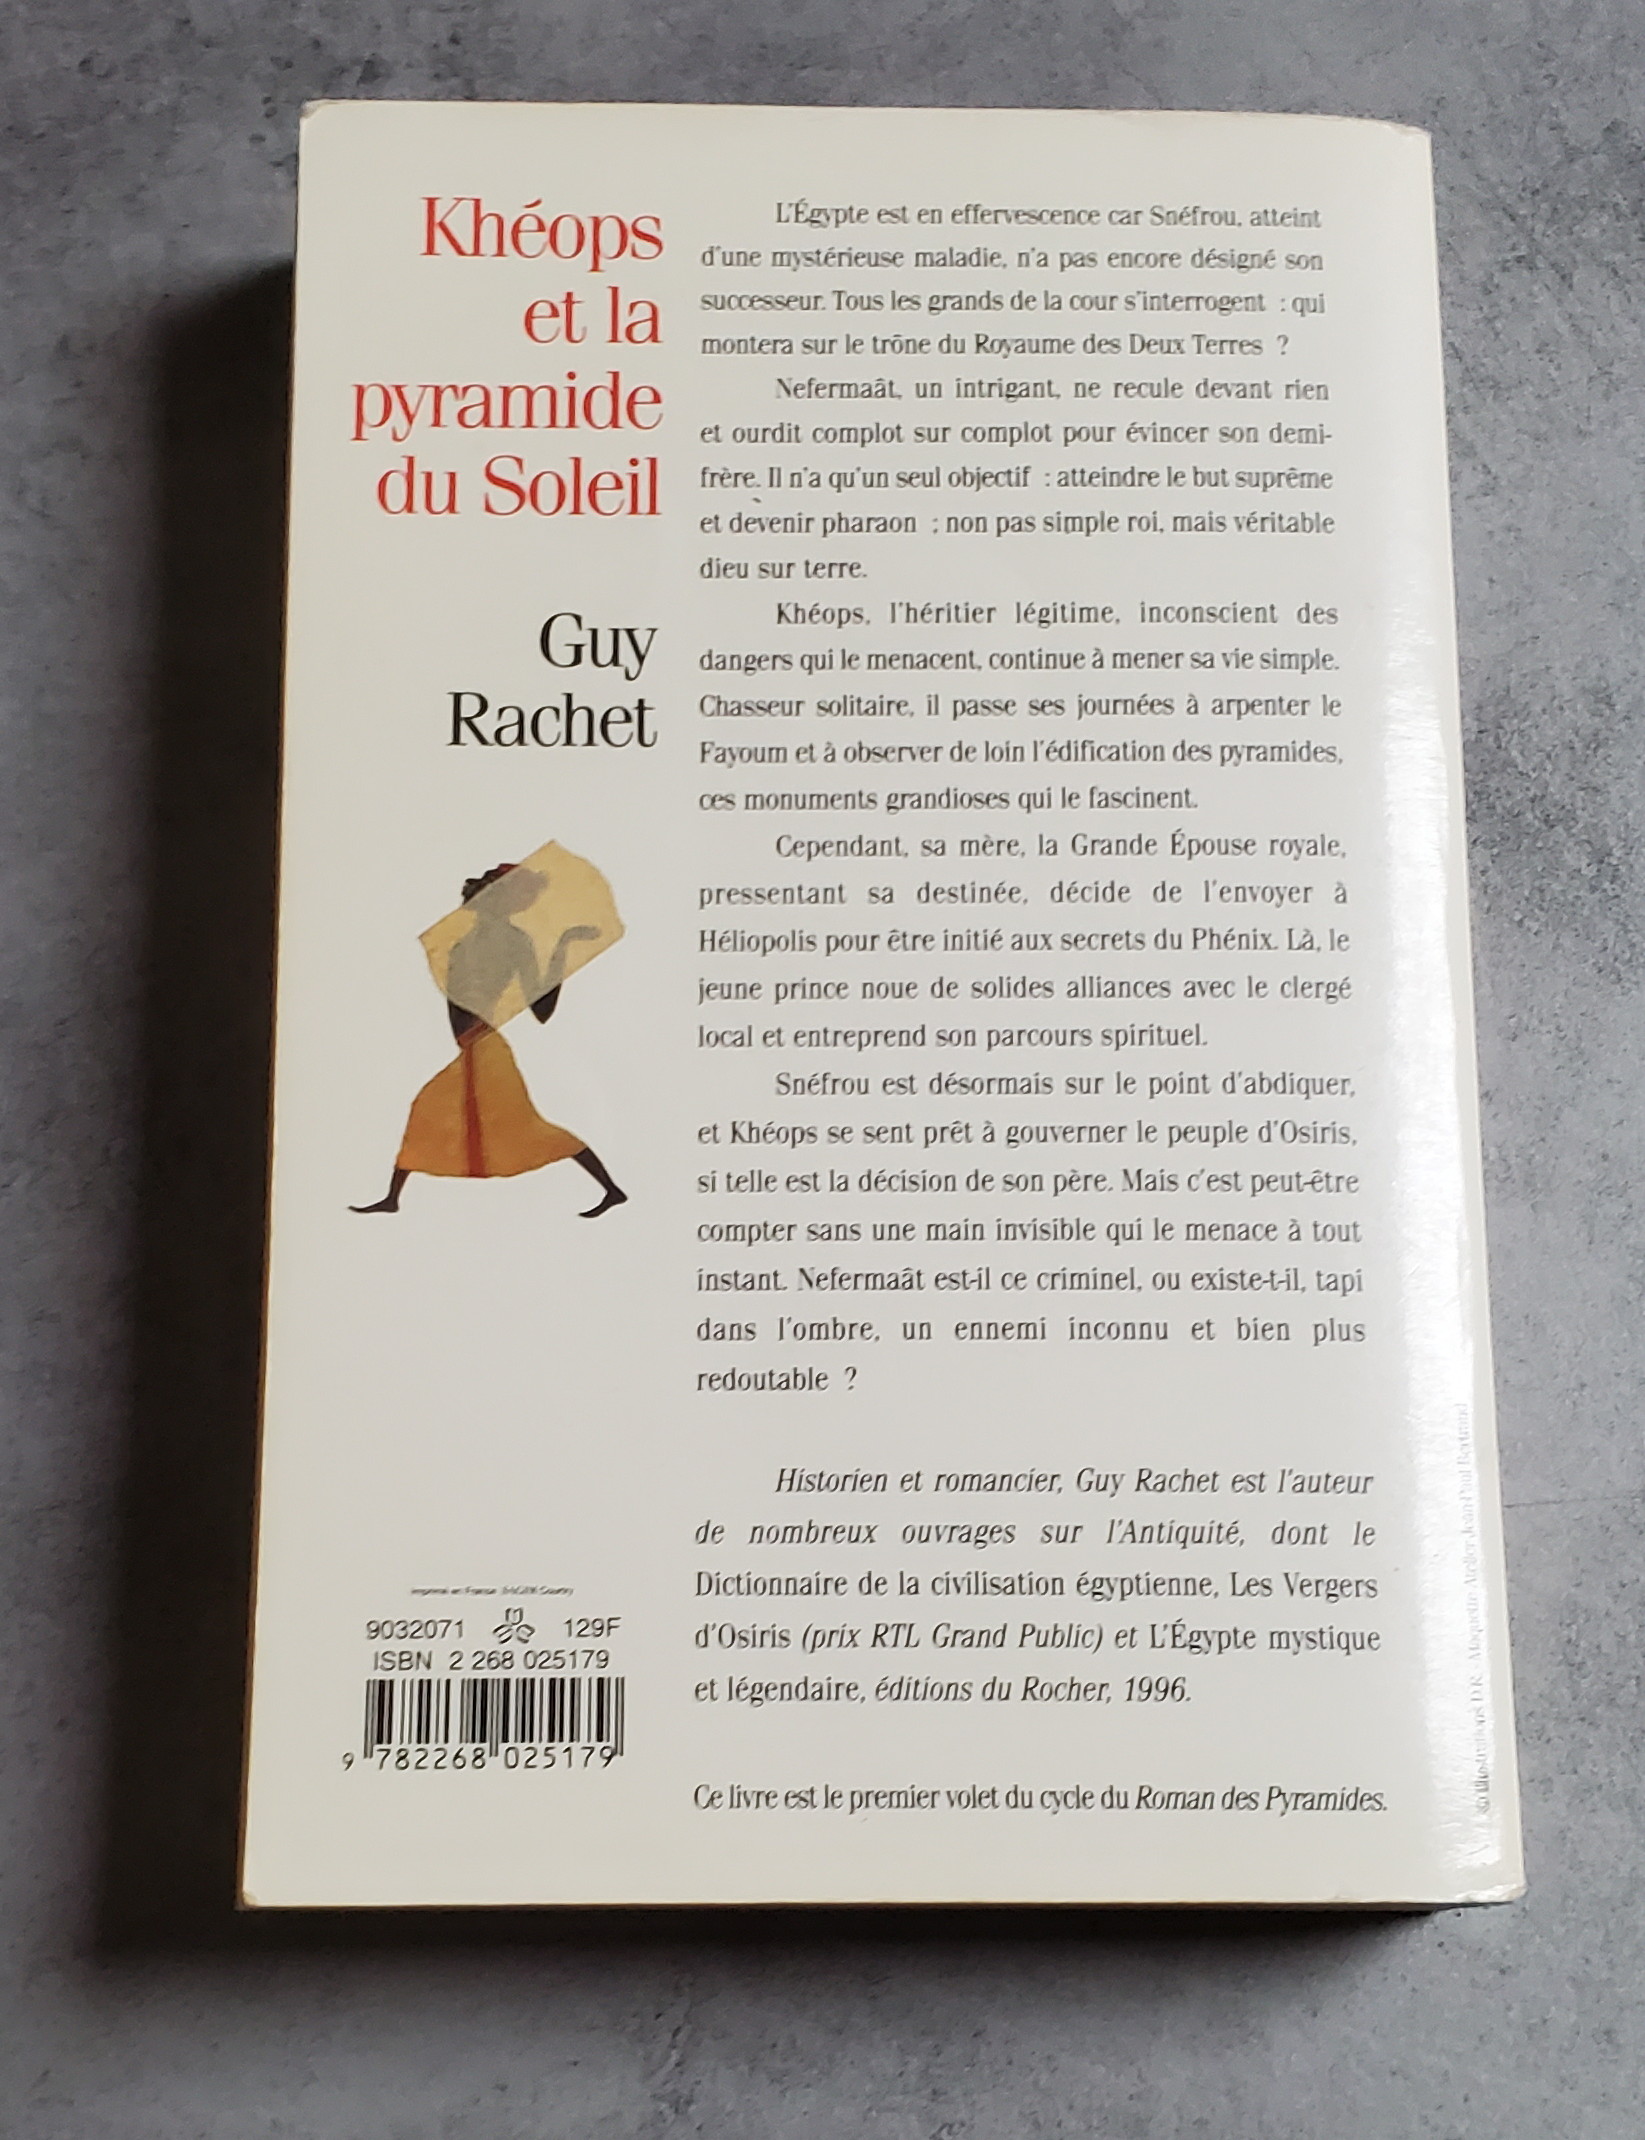 Khéops
et la
pyramide
du Soleil
Guy
Rachet
L'Égypte est en effervescence car Snéfrou, atteint
d'une mystérieuse maladie, n'a pas encore désigné son
successeur. Tous les grands de la cour s'interrogent : qui
montera sur le trône du Royaume des Deux Terres ?
Nefermaât, un intrigant, ne recule devant rien
et ourdit complot sur complot pour évincer son demi-
frère. Il n'a qu'un seul objectif : atteindre le but suprême
et devenir pharaon ; non pas simple roi, mais véritable
dieu sur terre.
Khéops, l'héritier légitime, inconscient des
dangers qui le menacent, continue à mener sa vie simple.
Chasseur solitaire, il passe ses journées à arpenter le
Fayoum et à observer de loin l'édification des pyramides,
ces monuments grandioses qui le fascinent.
Cependant, sa mère, la Grande Épouse royale,
pressentant sa destinée, décide de l'envoyer à
Héliopolis pour être initié aux secrets du Phénix. Là, le
jeune prince noue de solides alliances avec le clergé
local et entreprend son parcours spirituel.
Snéfrou est désormais sur le point d'abdiquer,
et Khéops se sent prêt à gouverner le peuple d'Osiris,
si telle est la décision de son père. Mais c'est peut-être
compter sans une main invisible qui le menace à tout
instant. Nefermaât est-il ce criminel, ou existe-t-il, tapi
dans l'ombre, un ennemi inconnu et bien plus
redoutable ?
Historien et romancier, Guy Rachet est l'auteur
de nombreux ouvrages sur l'Antiquité, dont le
Dictionnaire de la civilisation égyptienne, Les Vergers
d'Osiris (prix RTL Grand Public) et L'Égypte mystique
et légendaire, éditions du Rocher, 1996.
Ce livre est le premier volet du cycle du Roman des Pyramides.
Imprimé en France
9032071 129F
ISBN 2 268 025179
9 782268 025179
© Illustrations D.R. Maquette Atelier Jean-Paul Bertrand